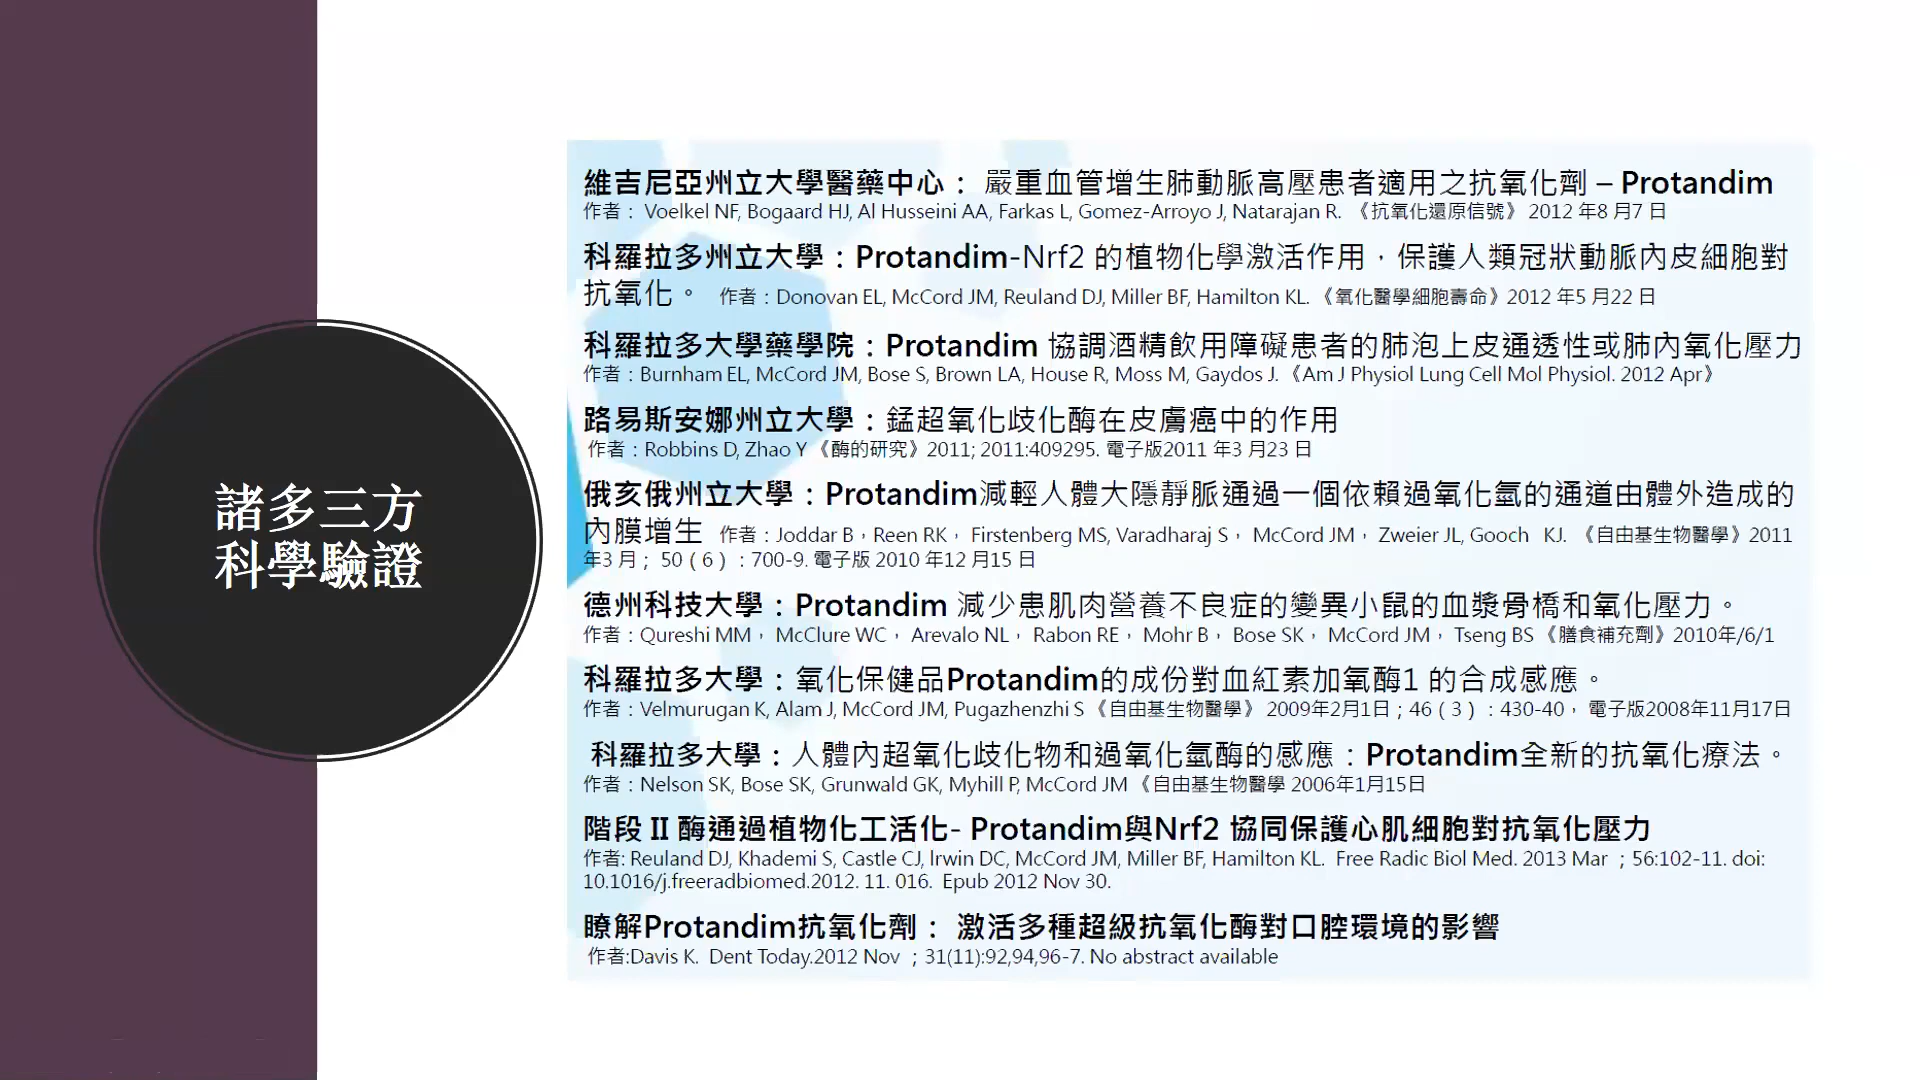 諸多三方
科學驗證
維吉尼亞州立大學醫藥中心： 嚴重血管增生肺動脈高壓患者適用之抗氧化劑 – Protandim
作者： Voelkel NF, Bogaard HJ, Al Husseini AA, Farkas L, Gomez-Arroyo J, Natarajan R. 《抗氧化還原信號》 2012 年8 月7 日
科羅拉多州立大學：Protandim-Nrf2 的植物化學激活作用，保護人類冠狀動脈內皮細胞對
抗氧化。 作者：Donovan EL, McCord JM, Reuland DJ, Miller BF, Hamilton KL. 《氧化醫學細胞壽命》2012 年5 月22 日
科羅拉多大學藥學院：Protandim 協調酒精飲用障礙患者的肺泡上皮通透性或肺內氧化壓力
作者：Burnham EL, McCord JM, Bose S, Brown LA, House R, Moss M, Gaydos J. 《Am J Physiol Lung Cell Mol Physiol. 2012 Apr》
路易斯安娜州立大學：錳超氧化歧化酶在皮膚癌中的作用
作者：Robbins D, Zhao Y 《酶的研究》2011; 2011:409295. 電子版2011 年3 月23 日
俄亥俄州立大學：Protandim減輕人體大隱靜脈通過一個依賴過氧化氫的通道由體外造成的
內膜增生 作者：Joddar B，Reen RK， Firstenberg MS, Varadharaj S， McCord JM， Zweier JL, Gooch KJ. 《自由基生物醫學》2011
年3 月； 50（6）：700-9. 電子版 2010 年12 月15 日
德州科技大學：Protandim 減少患肌肉營養不良症的變異小鼠的血漿骨橋和氧化壓力。
作者：Qureshi MM， McClure WC， Arevalo NL， Rabon RE， Mohr B， Bose SK， McCord JM， Tseng BS 《膳食補充劑》2010年/6/1
科羅拉多大學：氧化保健品Protandim的成份對血紅素加氧酶1 的合成感應。
作者：Velmurugan K, Alam J, McCord JM, Pugazhenzhi S 《自由基生物醫學》 2009年2月1日；46（3）：430-40， 電子版2008年11月17日
科羅拉多大學：人體內超氧化歧化物和過氧化氫酶的感應：Protandim全新的抗氧化療法。
作者：Nelson SK, Bose SK, Grunwald GK, Myhill P, McCord JM 《自由基生物醫學 2006年1月15日
階段 II 酶通過植物化工活化- Protandim與Nrf2 協同保護心肌細胞對抗氧化壓力
作者: Reuland DJ, Khademi S, Castle CJ, lrwin DC, McCord JM, Miller BF, Hamilton KL. Free Radic Biol Med. 2013 Mar ；56:102-11. doi:
10.1016/j.freeradbiomed.2012. 11. 016. Epub 2012 Nov 30.
瞭解Protandim抗氧化劑： 激活多種超級抗氧化酶對口腔環境的影響
作者:Davis K. Dent Today.2012 Nov ；31(11):92,94,96-7. No abstract available